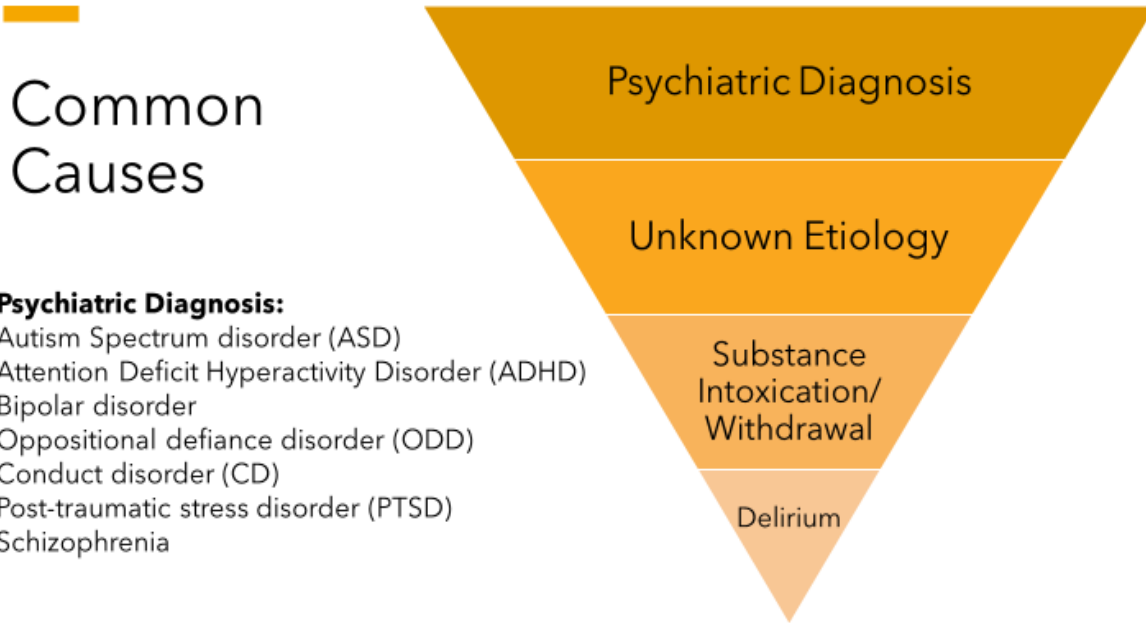 Common
Causes
Psychiatric Diagnosis:
Autism Spectrum disorder (ASD)
Attention Deficit Hyperactivity Disorder (ADHD)
Bipolar disorder
Oppositional defiance disorder (ODD)
Conduct disorder (CD)
Post-traumatic stress disorder (PTSD)
Schizophrenia
Psychiatric Diagnosis
Unknown Etiology
Substance
Intoxication/
Withdrawal
Delirium